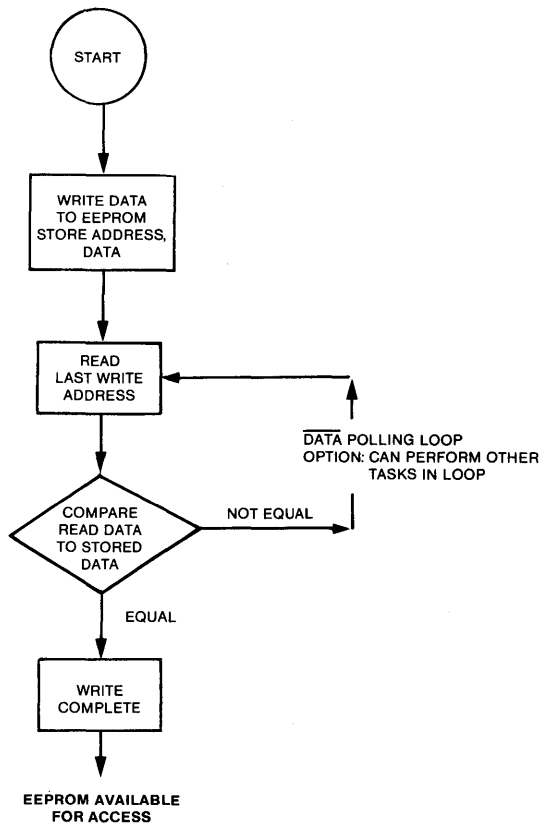 START
WRITE DATA
TO EEPROM
STORE ADDRESS,
DATA
READ
LAST WRITE
ADDRESS
DATA POLLING LOOP
OPTION: CAN PERFORM OTHER
TASKS IN LOOP
COMPARE
READ DATA
TO STORED
DATA
NOT EQUAL
EQUAL
WRITE
COMPLETE
EEPROM AVAILABLE
FOR ACCESS